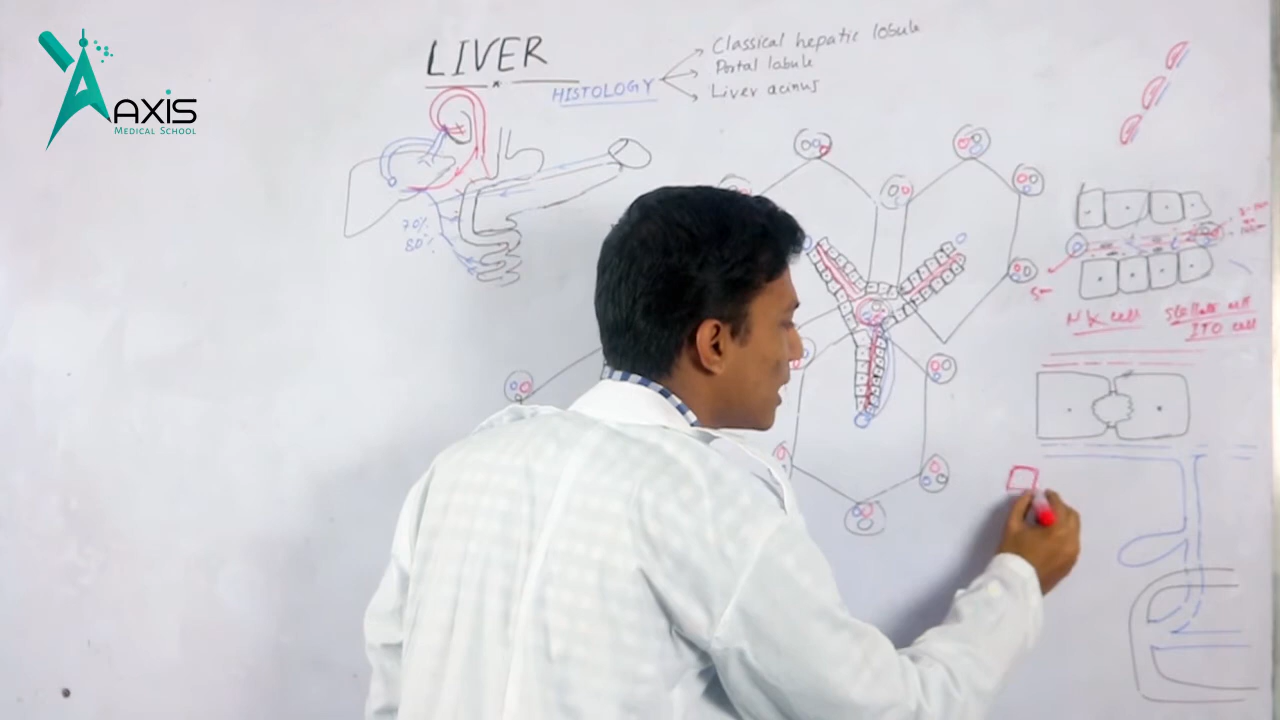 AXIS
MEDICAL SCHOOL
LIVER
HISTOLOGY
Classical hepatic lobule
Portal lobule
Liver acinus
70%
80%
NK cell
Stellate cell
ITO cell